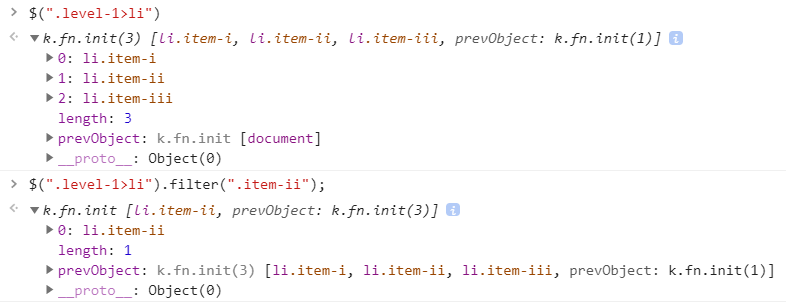 > $(".level-1>li")
<· ▼k.fn.init(3) [li.item-i, li.item-ii, li.item-iii, prevObject: k.fn.init(1)] i
▶0: li.item-i
▶1: li.item-ii
▶2: li.item-iii
length: 3
▶prevObject: k.fn.init [document]
▶__proto__: Object(0)
> $(".level-1>li").filter(".item-ii");
<· ▼k.fn.init [li.item-ii, prevObject: k.fn.init(3)] i
▶0: li.item-ii
length: 1
▶prevObject: k.fn.init(3) [li.item-i, li.item-ii, li.item-iii, prevObject: k.fn.init(1)]
▶__proto__: Object(0)